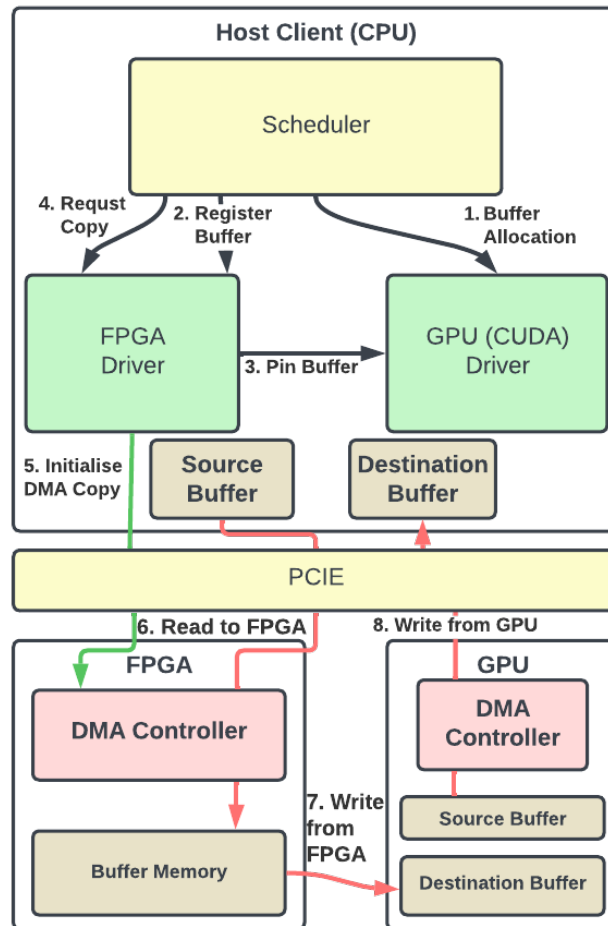 Host Client (CPU)
Scheduler
4. Requst
Copy
2. Register
Buffer
1. Buffer
Allocation
FPGA
Driver
3. Pin Buffer
GPU (CUDA)
Driver
5. Initialise
DMA Copy
Source
Buffer
Destination
Buffer
PCIE
6. Read to FPGA
8. Write from GPU
FPGA
GPU
DMA Controller
DMA
Controller
7. Write
from
FPGA
Source Buffer
Buffer Memory
Destination Buffer